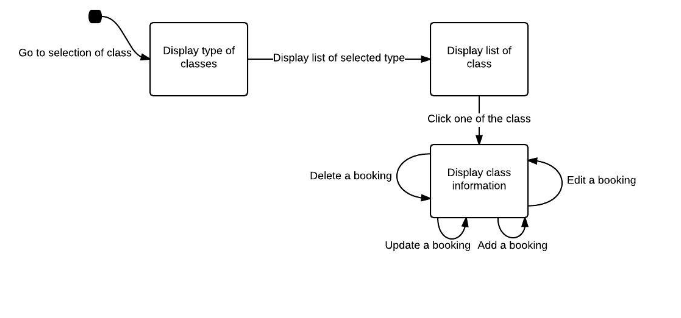 Go to selection of class
Display type of
classes
Display list of selected type
Display list of
class
Click one of the class
Display class
information
Delete a booking
Edit a booking
Update a booking
Add a booking